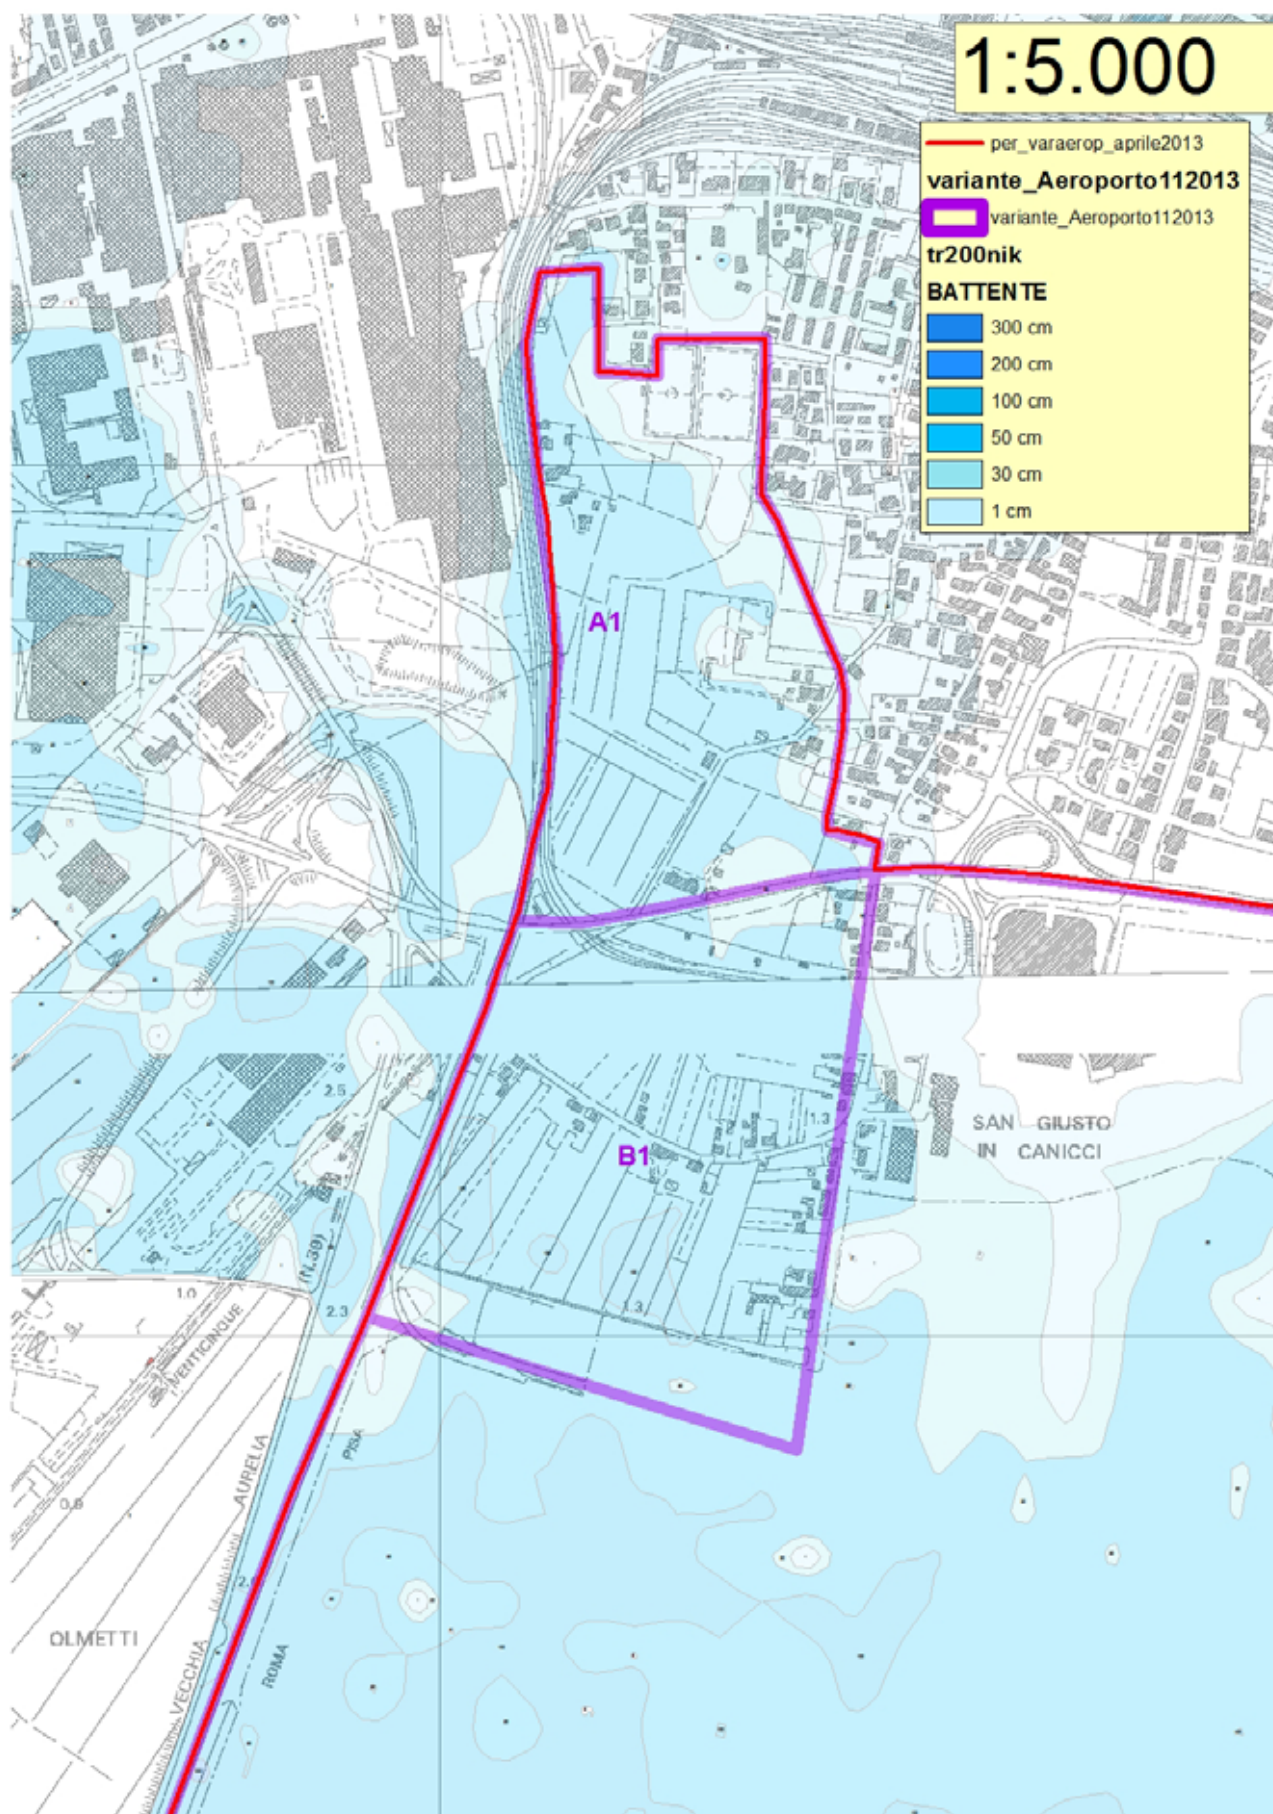 1:5.000
per_varaerop_aprile2013
variante_Aeroporto112013
variante_Aeroporto112013
tr200nik
BATTENTE
300 cm
200 cm
100 cm
50 cm
30 cm
1 cm
A1
2.5
1.3
SAN GIUSTO
IN CANICCI
B1
(N.39)
1.0
2.3
1.3
VENTICINQUE
PISA
AURELIA
0.9
OLMETTI
VECCHIA
ROMA